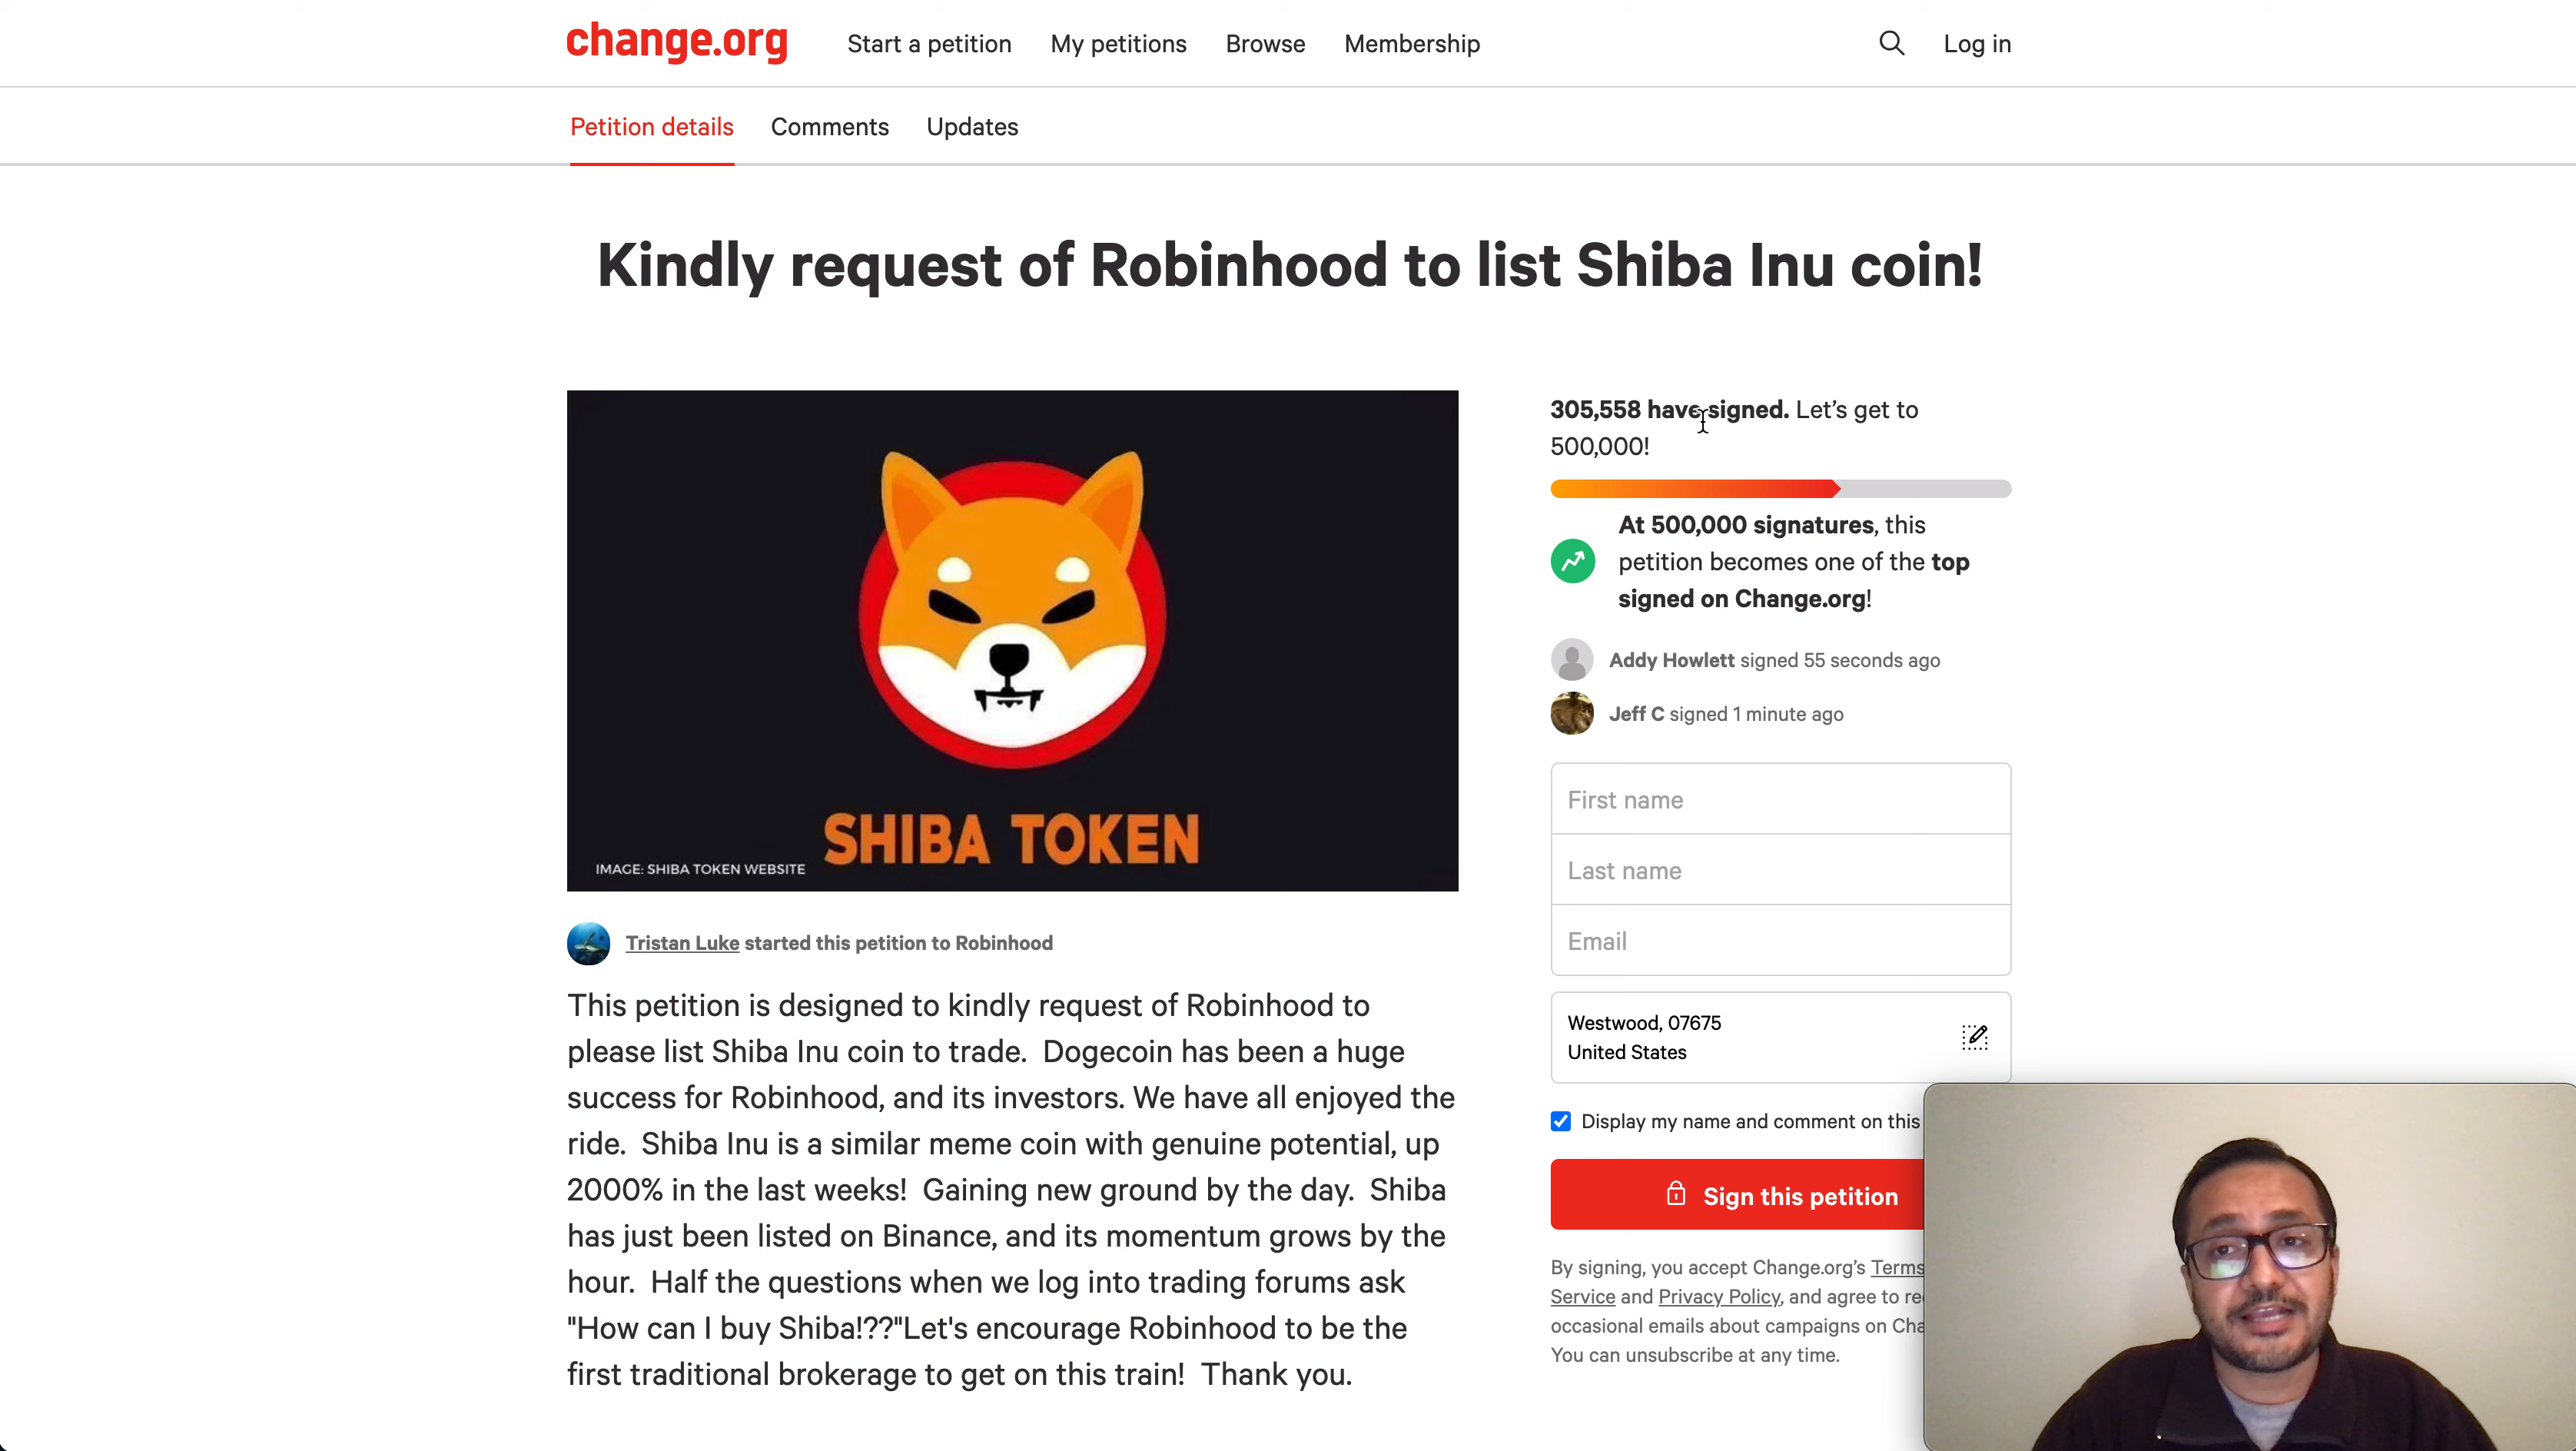 change.org
Start a petition
My petitions
Browse
Membership
Log in
Petition details
Comments
Updates
Kindly request of Robinhood to list Shiba Inu coin!
SHIBA TOKEN
IMAGE: SHIBA TOKEN WEBSITE
Tristan Luke started this petition to Robinhood
This petition is designed to kindly request of Robinhood to
please list Shiba Inu coin to trade.  Dogecoin has been a huge
success for Robinhood, and its investors. We have all enjoyed the
ride.  Shiba Inu is a similar meme coin with genuine potential, up
2000% in the last weeks!  Gaining new ground by the day.  Shiba
has just been listed on Binance, and its momentum grows by the
hour.  Half the questions when we log into trading forums ask
"How can I buy Shiba!??"Let's encourage Robinhood to be the
first traditional brokerage to get on this train!  Thank you.
305,558 have signed. Let’s get to
500,000!
At 500,000 signatures, this
petition becomes one of the top
signed on Change.org!
Addy Howlett signed 55 seconds ago
Jeff C signed 1 minute ago
First name
Last name
Email
Westwood, 07675
United States
Display my name and comment on this
Sign this petition
By signing, you accept Change.org’s Terms
Service and Privacy Policy, and agree to
occasional emails about campaigns on
You can unsubscribe at any time.